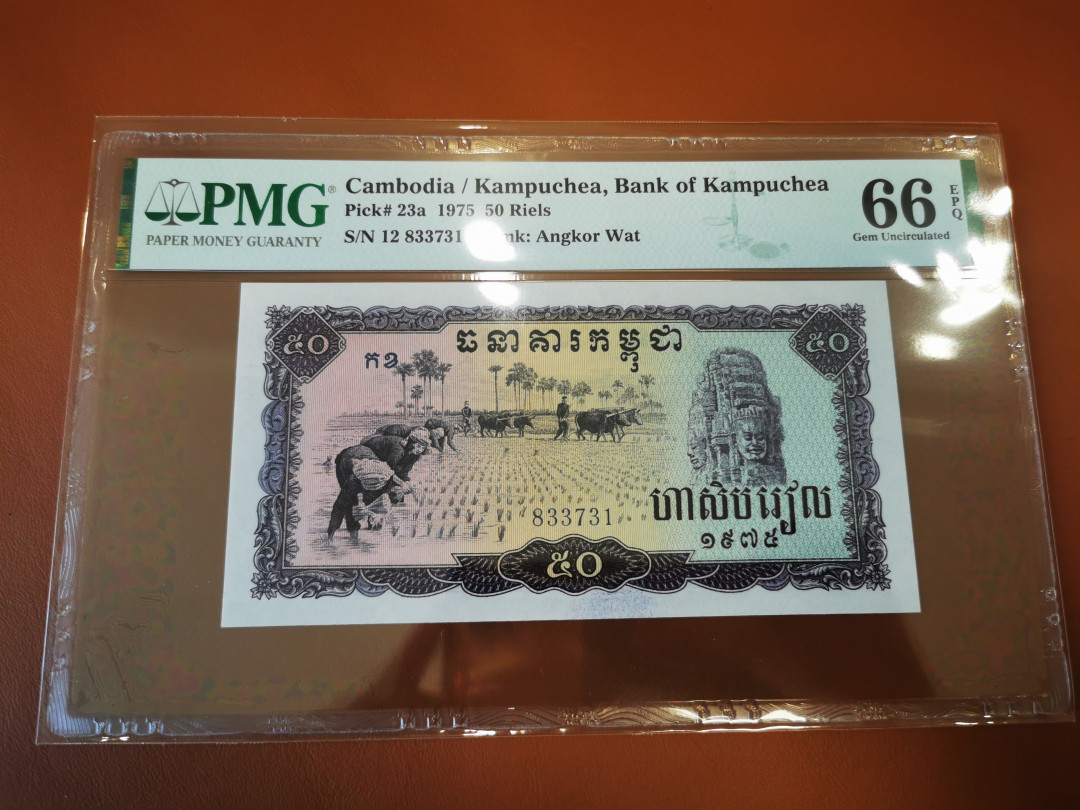 PMG®
PAPER MONEY GUARANTY
Cambodia / Kampuchea, Bank of Kampuchea
Pick# 23a 1975 50 Riels
S/N 12 833731 Angkor Wat
66
EPQ
Gem Uncirculated
ធនាគារកម្ពុជា
៥០
៥០
កខ
833731
ហាសិបរៀល
១៩៧៥
៥០